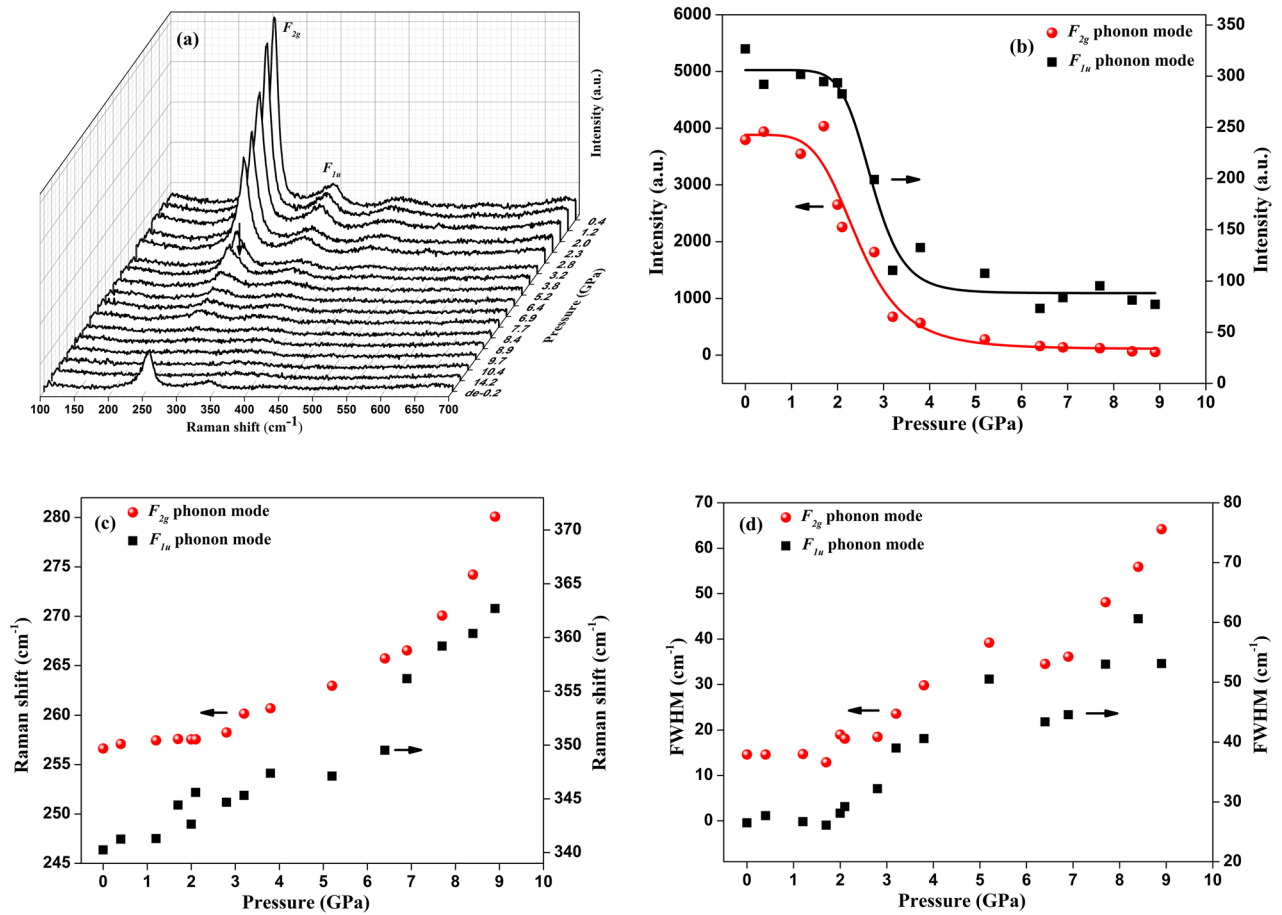 (a)
F2g
F1u
Intensity (a.u.)
0.4
1.2
2.0
2.3
2.8
3.2
3.8
5.2
6.4
6.9
7.7
8.4
8.9
9.7
10.4
14.2
de-0.2
Pressure (GPa)
100 150 200 250 300 350 400 450 500 550 600 650 700
Raman shift (cm-1)
(b)
F2g phonon mode
F1u phonon mode
6000
5000
4000
3000
2000
1000
0
Intensity (a.u.)
350
300
250
200
150
100
50
0
Intensity (a.u.)
0 1 2 3 4 5 6 7 8 9 10
Pressure (GPa)
(c)
F2g phonon mode
F1u phonon mode
280
275
270
265
260
255
250
245
Raman shift (cm-1)
370
365
360
355
350
345
340
Raman shift (cm-1)
0 1 2 3 4 5 6 7 8 9 10
Pressure (GPa)
(d)
F2g phonon mode
F1u phonon mode
70
60
50
40
30
20
10
0
FWHM (cm-1)
80
70
60
50
40
30
20
FWHM (cm-1)
0 1 2 3 4 5 6 7 8 9 10
Pressure (GPa)